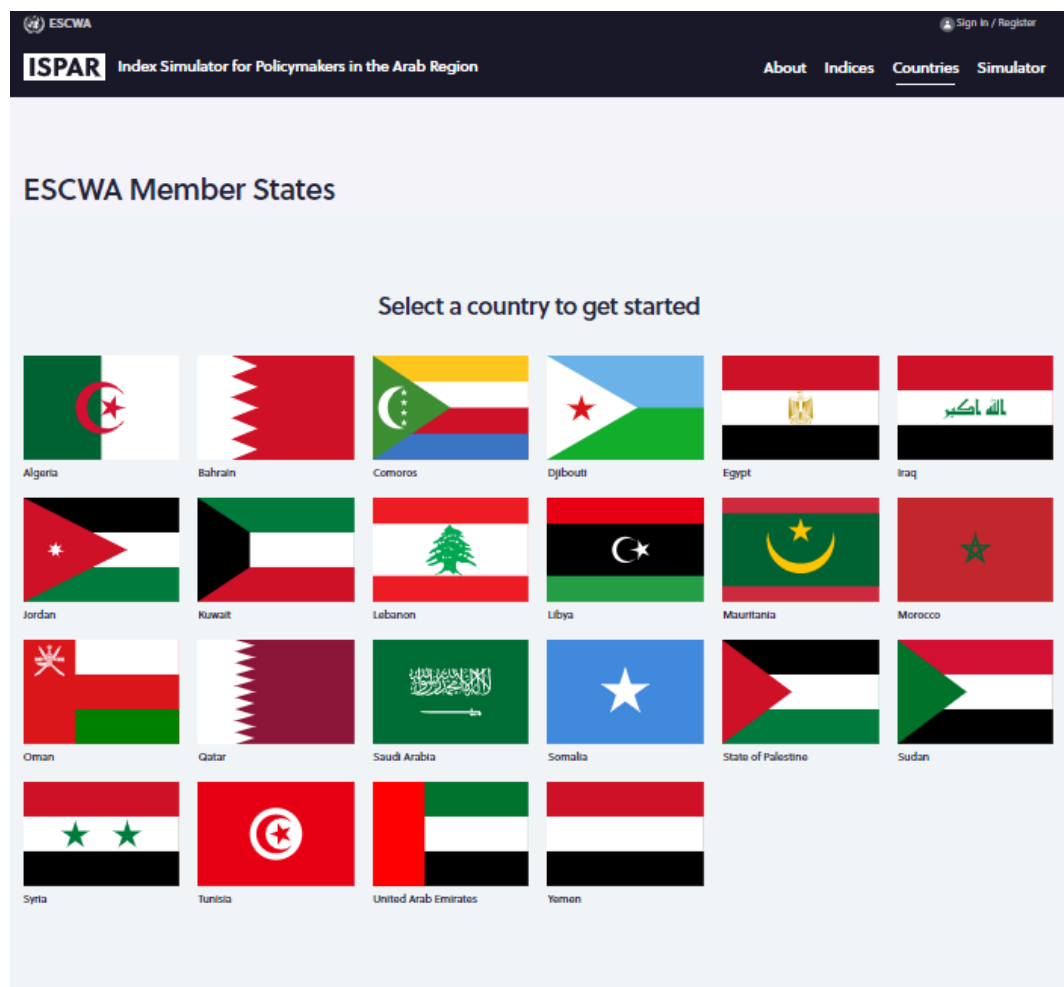 ESCWA
Sign in / Register
ISPAR Index Simulator for Policymakers in the Arab Region
About Indices Countries Simulator
ESCWA Member States
Select a country to get started
الله اكبر
Algeria Bahrain Comoros Djibouti Egypt Iraq
Jordan Kuwait Lebanon Libya Mauritania Morocco
Oman Qatar Saudi Arabia Somalia State of Palestine Sudan
Syria Tunisia United Arab Emirates Yemen